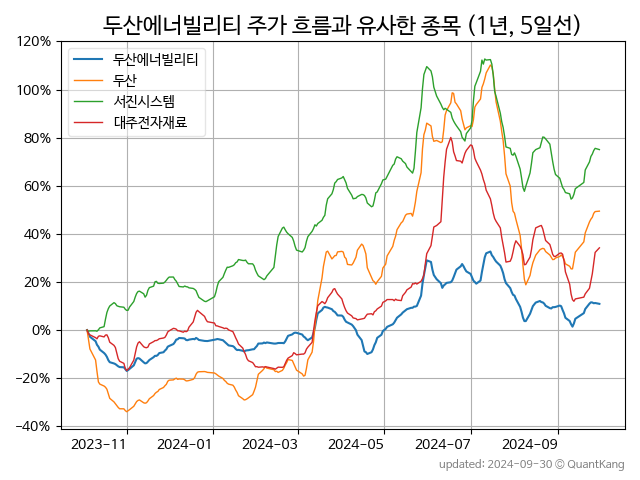 두산에너빌리티 주가 흐름과 유사한 종목 (1년, 5일선)
120%
100%
80%
60%
40%
20%
0%
−20%
−40%
두산에너빌리티
두산
서진시스템
대주전자재료
2023-11
2024-01
2024-03
2024-05
2024-07
2024-09
updated: 2024-09-30 © QuantKang